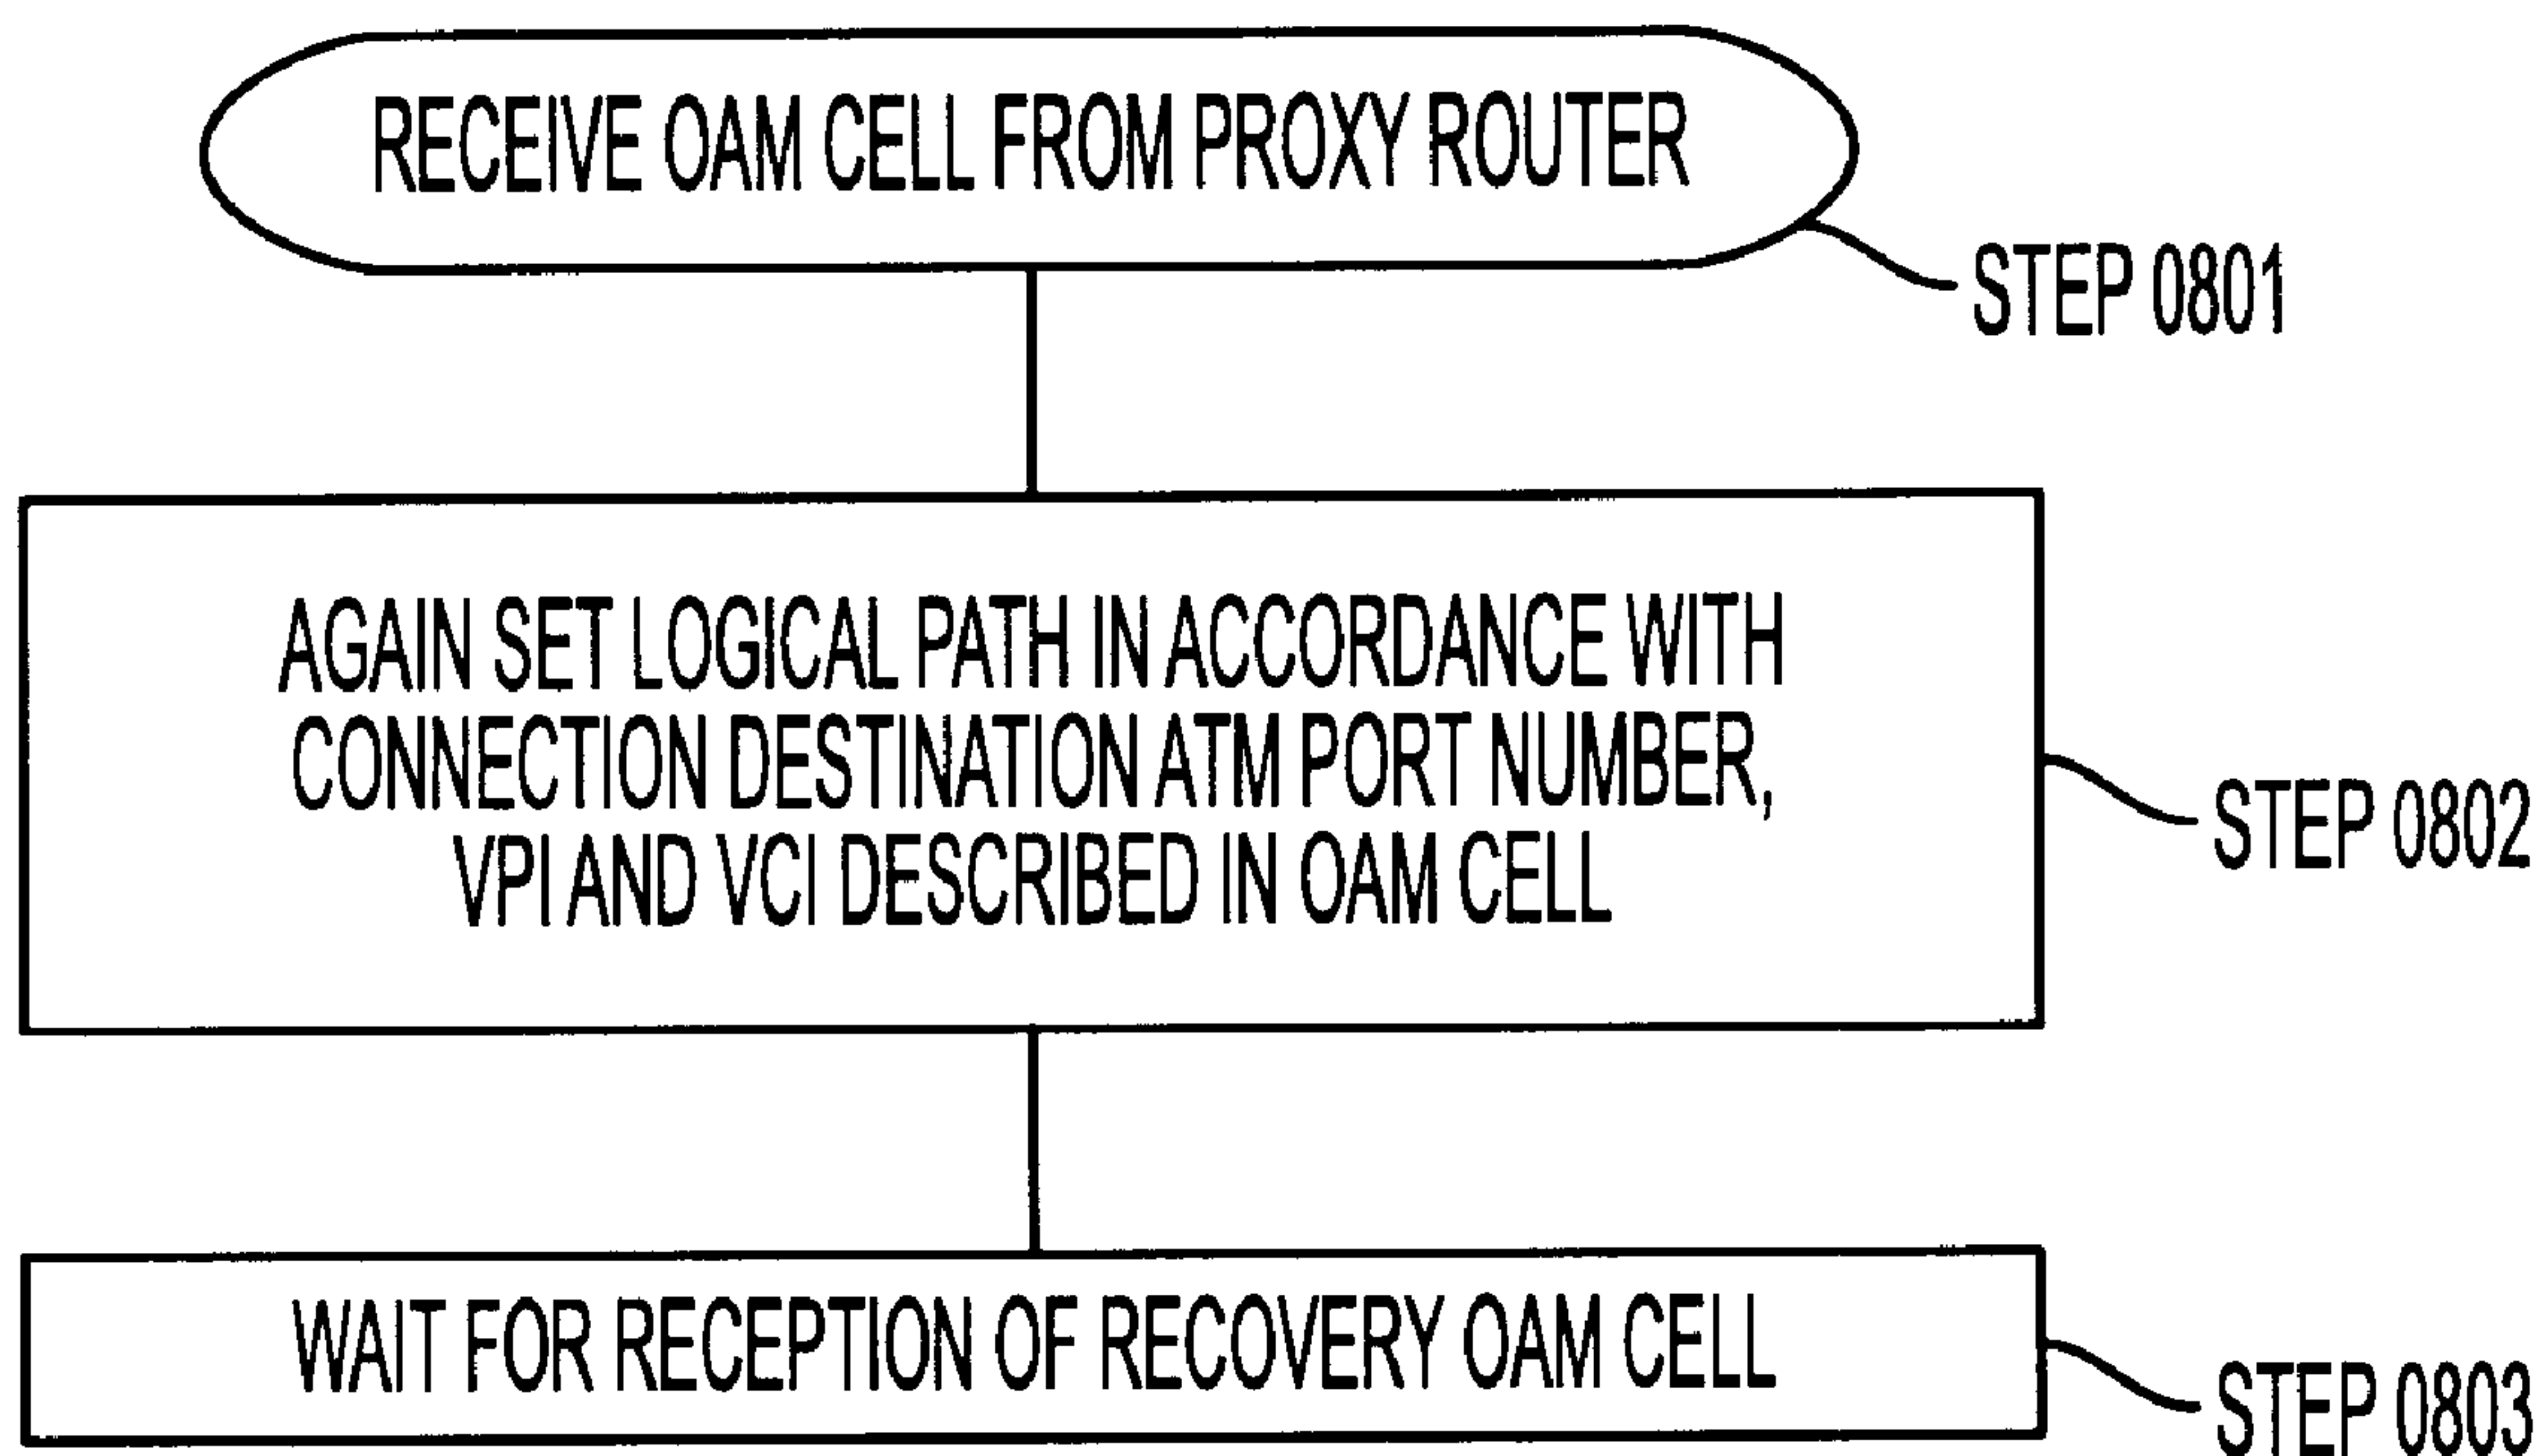 RECEIVE OAM CELL FROM PROXY ROUTER
STEP 0801
AGAIN SET LOGICAL PATH IN ACCORDANCE WITH
CONNECTION DESTINATION ATM PORT NUMBER,
VPI AND VCI DESCRIBED IN OAM CELL
STEP 0802
WAIT FOR RECEPTION OF RECOVERY OAM CELL
STEP 0803